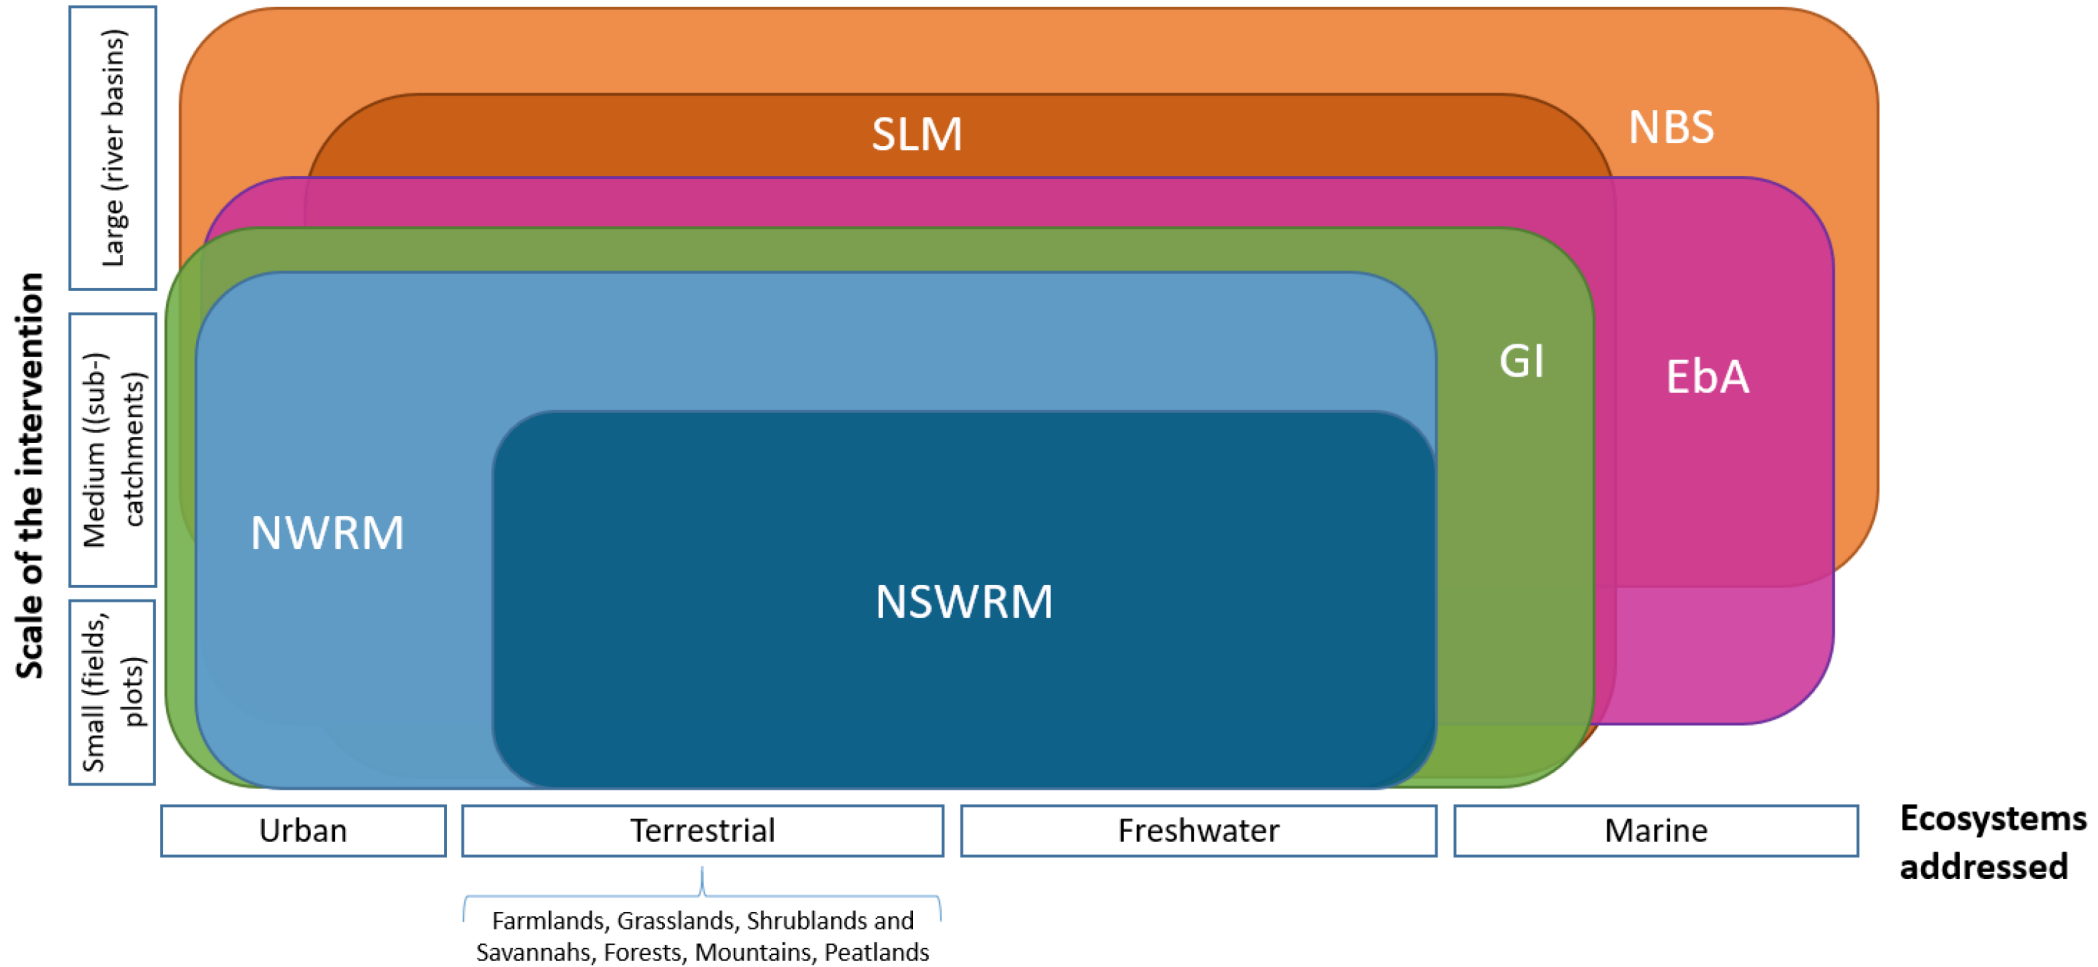 Scale of the intervention
Large (river basins)
Medium ((sub-)
catchments)
Small (fields,
plots)
SLM
NBS
GI
EbA
NWRM
NSWRM
Urban
Terrestrial
Freshwater
Marine
Ecosystems
addressed
Farmlands, Grasslands, Shrublands and
Savannahs, Forests, Mountains, Peatlands